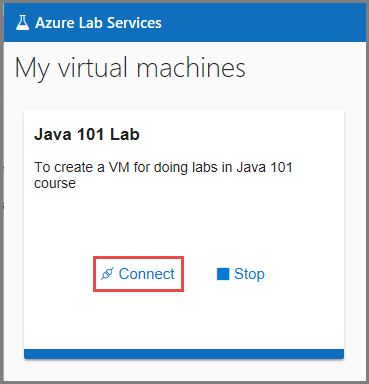 Azure Lab Services
My virtual machines
Java 101 Lab
To create a VM for doing labs in Java 101
course
Connect
Stop